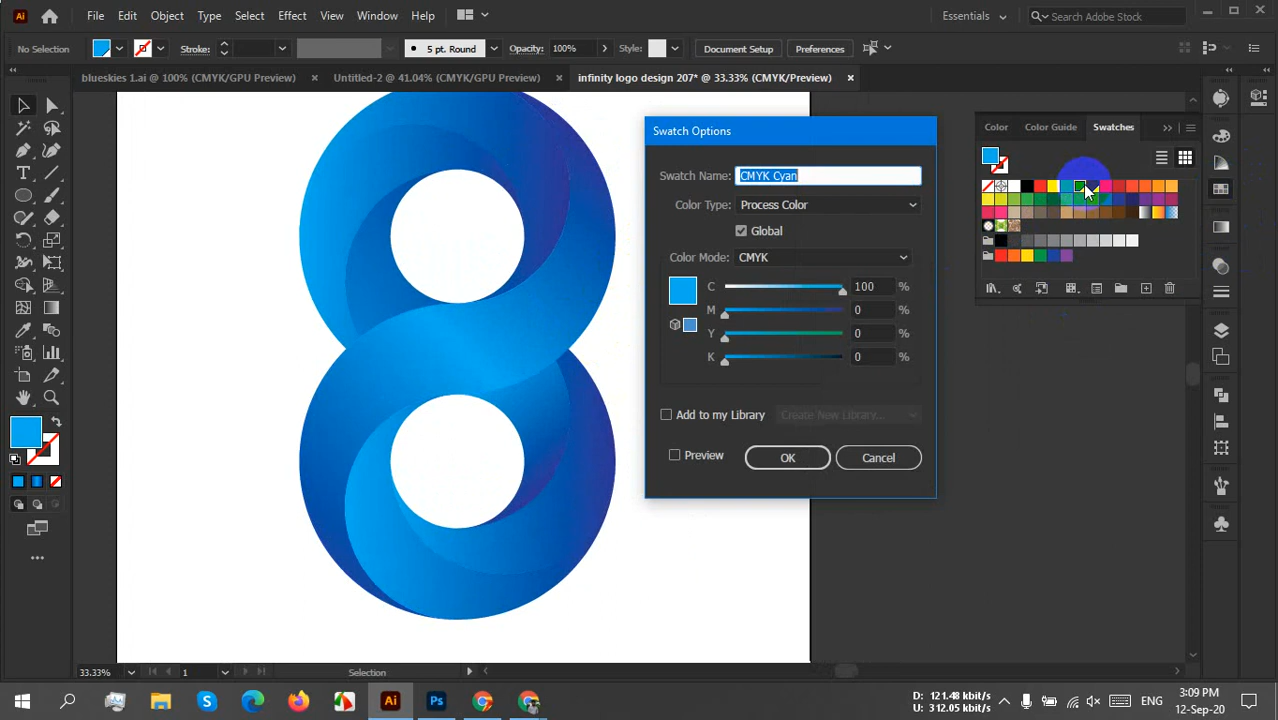 Ai File Edit Object Type Select Effect View Window Help Essentials Search Adobe Stock
No Selection Stroke: 5 pt. Round Opacity: 100% Style: Document Setup Preferences
blueskies 1.ai @ 100% (CMYK/GPU Preview) Untitled-2 @ 41.04% (CMYK/GPU Preview) infinity logo design 207* @ 33.33% (CMYK/Preview)
Color Color Guide Swatches
Swatch Options
Swatch Name: CMYK Cyan
Color Type: Process Color
Global
Color Mode: CMYK
C 100 %
M 0 %
Y 0 %
K 0 %
Add to my Library Create New Library...
Preview OK Cancel
33.33% 1 Selection
Ai Ps
D: 121.48 kbit/s
U: 312.05 kbit/s
ENG
3:09 PM
12-Sep-20